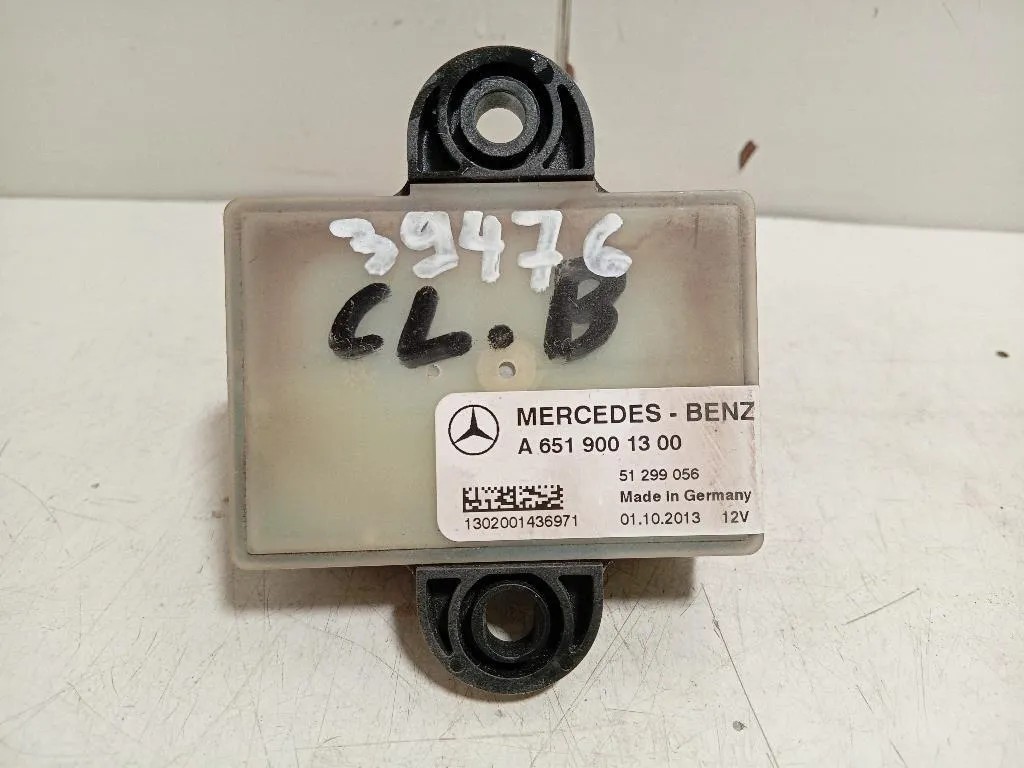 39476
CL.B
MERCEDES - BENZ
A 651 900 13 00
51 299 056
Made in Germany
1302001436971
01.10.2013 12V